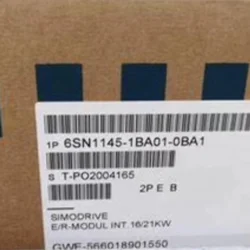 1P 6SN1145-1BA01-0BA1
S T-PO2004165
2P E B
SIMODRIVE
E/R-MODUL INT. 16/21KW
GWE-566018901550